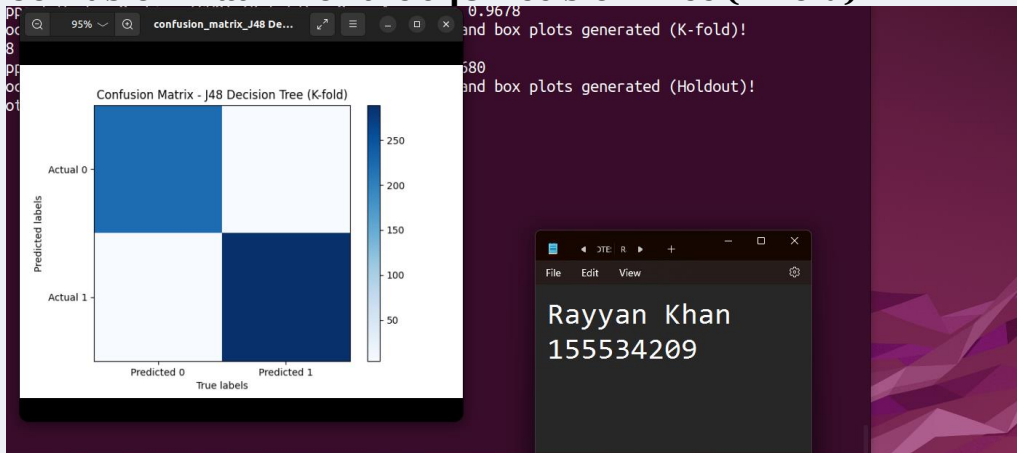 0.9678
and box plots generated (K-fold)!
and box plots generated (Holdout)!
95%
confusion_matrix_J48 De...
Confusion Matrix - J48 Decision Tree (K-fold)
Actual 0
Actual 1
Predicted labels
Predicted 0
Predicted 1
True labels
250
200
150
100
50
File Edit View
Rayyan Khan
155534209